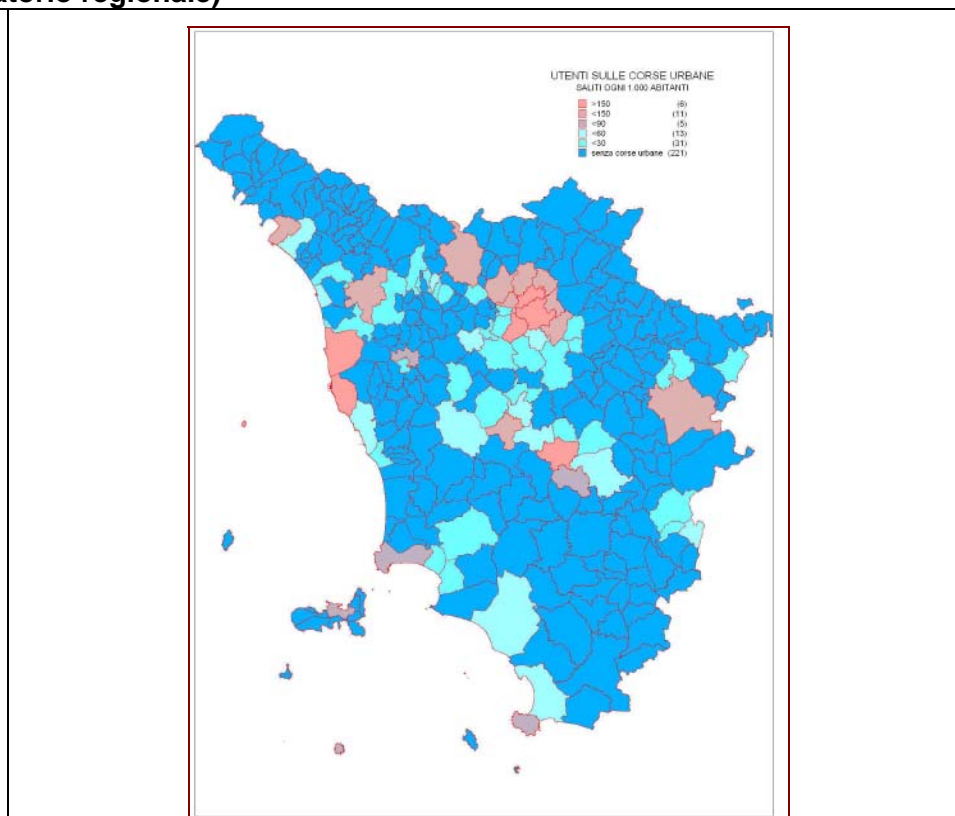 UTENTI SULLE CORSE URBANE
SALITI OGNI 1.000 ABITANTI
>150 (6)
<150 (11)
<90 (5)
<60 (13)
<30 (31)
senza corse urbane (221)